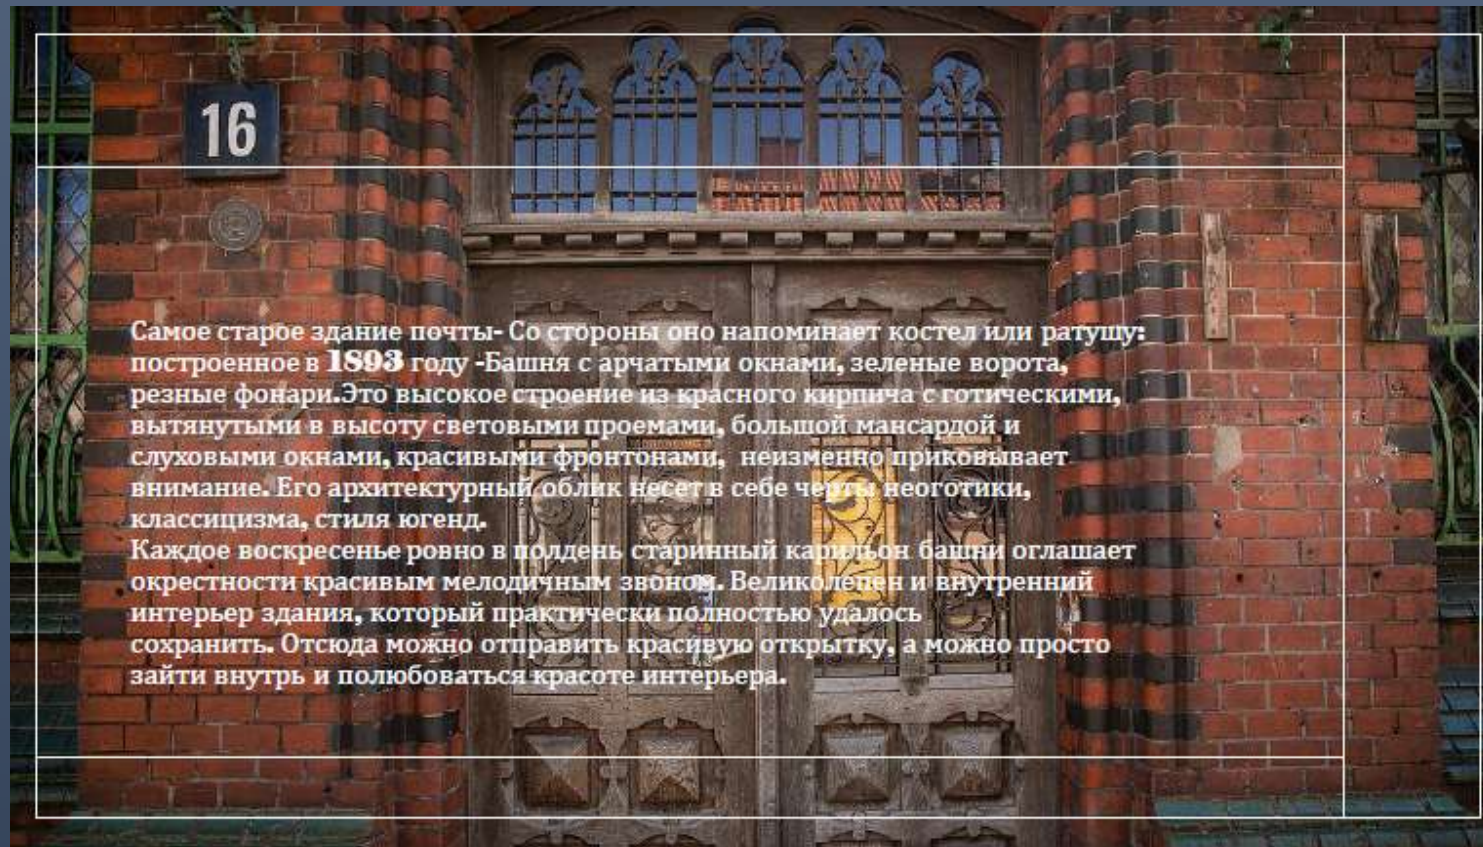 16
Самое старое здание почты- Со стороны оно напоминает костел или ратушу:
построенное в 1893 году -Башня с арчатыми окнами, зеленые ворота,
резные фонари.Это высокое строение из красного кирпича с готическими,
вытянутыми в высоту световыми проемами, большой мансардой и
слуховыми окнами, красивыми фронтонами, неизменно приковывает
внимание. Его архитектурный облик несет в себе черты неоготики,
классицизма, стиля югенд.
Каждое воскресенье ровно в полдень старинный карильон башни оглашает
окрестности красивым мелодичным звоном. Великолепен и внутренний
интерьер здания, который практически полностью удалось
сохранить. Отсюда можно отправить красивую открытку, а можно просто
зайти внутрь и полюбоваться красоте интерьера.